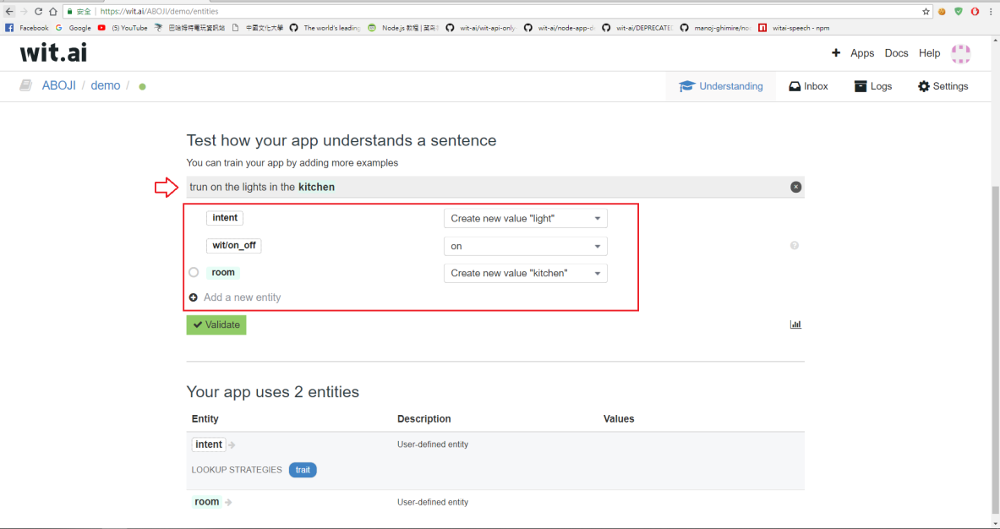 安全 https://wit.ai/ABOJI/demo/entities
Facebook Google (5) YouTube 巴哈姆特電玩資訊站 中國文化大學 The world's leading Node.js 教程 | 菜鸟 wit-ai/wit-api-only wit-ai/node-app-d wit-ai/DEPRECATED manoj-ghimire/no witai-speech - npm
wit.ai
Apps Docs Help
ABOJI / demo /
Understanding Inbox Logs Settings
Test how your app understands a sentence
You can train your app by adding more examples
trun on the lights in the kitchen
intent Create new value "light"
wit/on_off on
room Create new value "kitchen"
Add a new entity
Validate
Your app uses 2 entities
Entity Description Values
intent User-defined entity
LOOKUP STRATEGIES trait
room User-defined entity